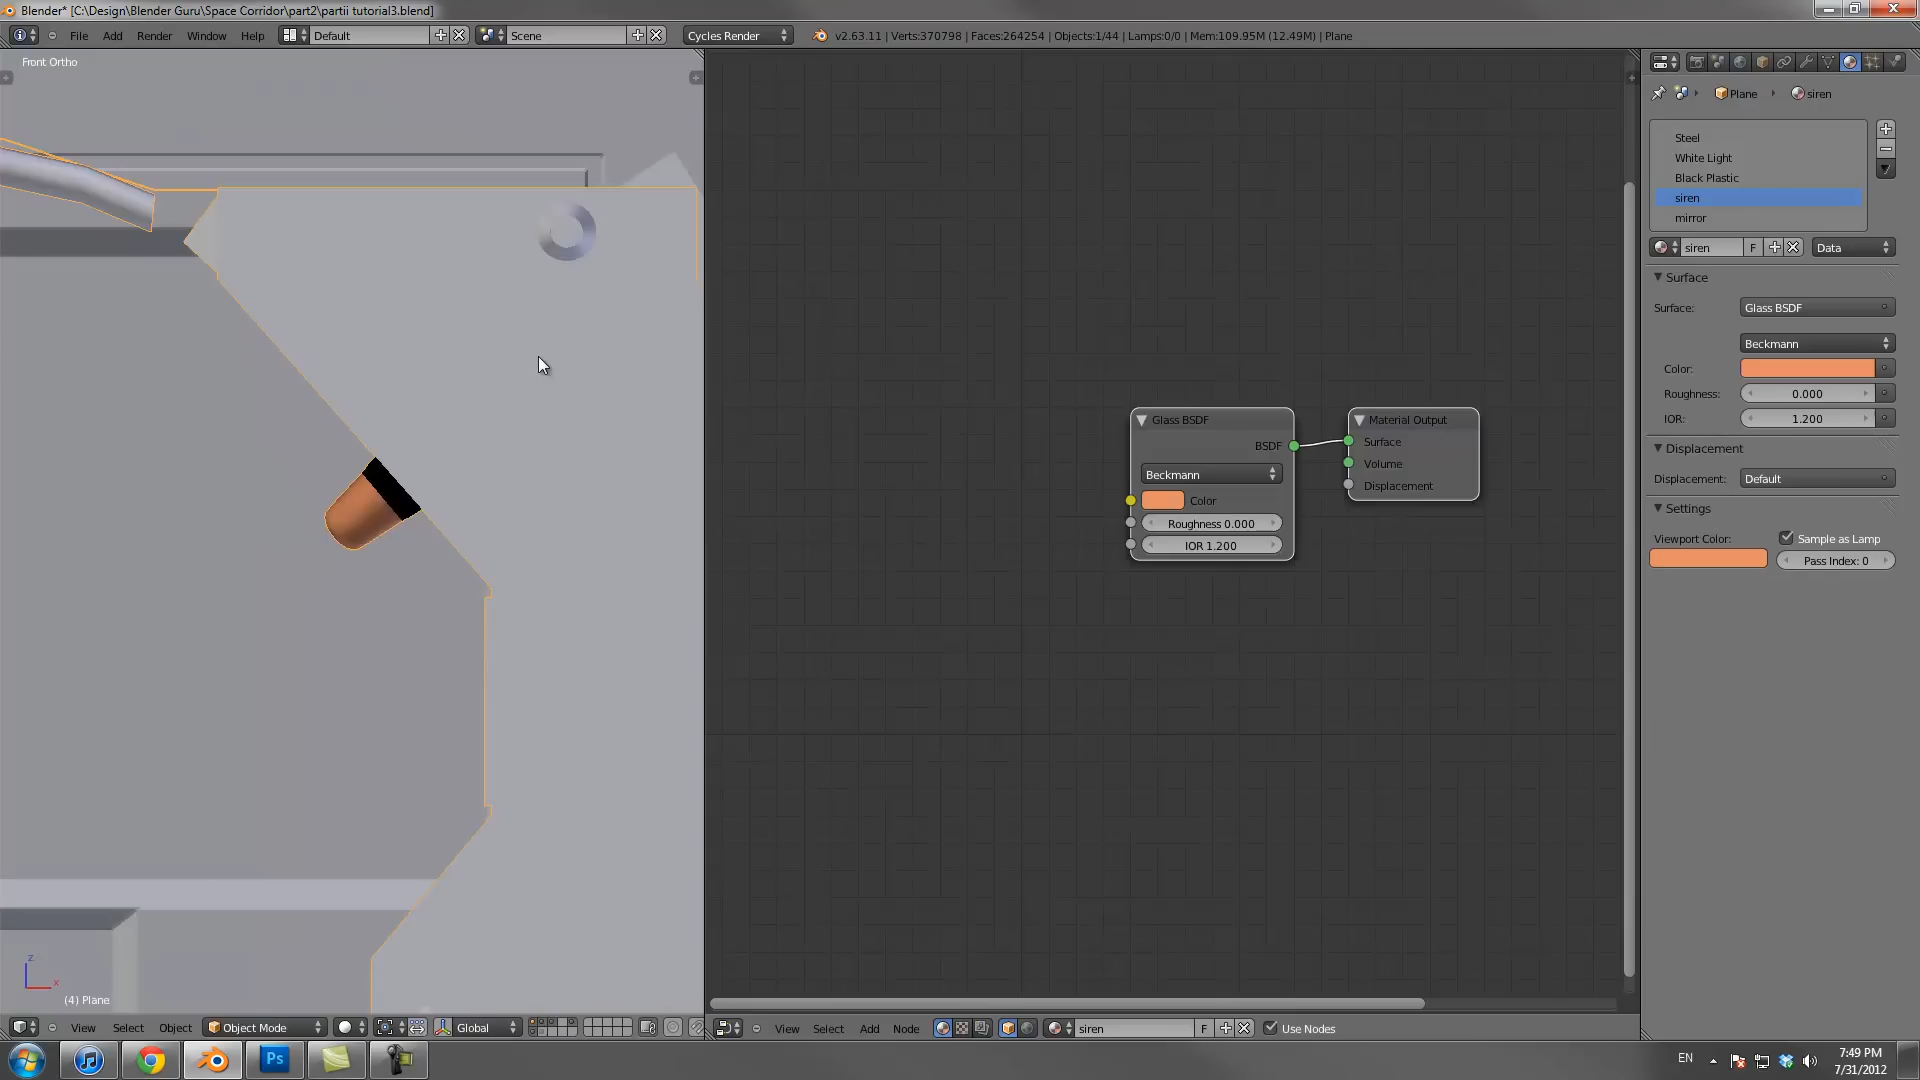 Blender* [C:\Design\Blender Guru\Space Corridor\part2\partii tutorial3.blend]
File Add Render Window Help Default Scene Cycles Render v2.63.11 | Verts:370798 | Faces:264254 | Objects:1/44 | Lamps:0/0 | Mem:109.95M (12.49M) | Plane
Front Ortho
z
x
(4) Plane
View Select Object Object Mode Global
Glass BSDF
BSDF
Beckmann
Color
Roughness 0.000
IOR 1.200
Material Output
Surface
Volume
Displacement
View Select Add Node siren F Use Nodes
Plane siren
Steel
White Light
Black Plastic
siren
mirror
siren F Data
Surface
Surface: Glass BSDF
Beckmann
Color:
Roughness: 0.000
IOR: 1.200
Displacement
Displacement: Default
Settings
Viewport Color: Sample as Lamp
Pass Index: 0
Ps
EN
7:49 PM
7/31/2012